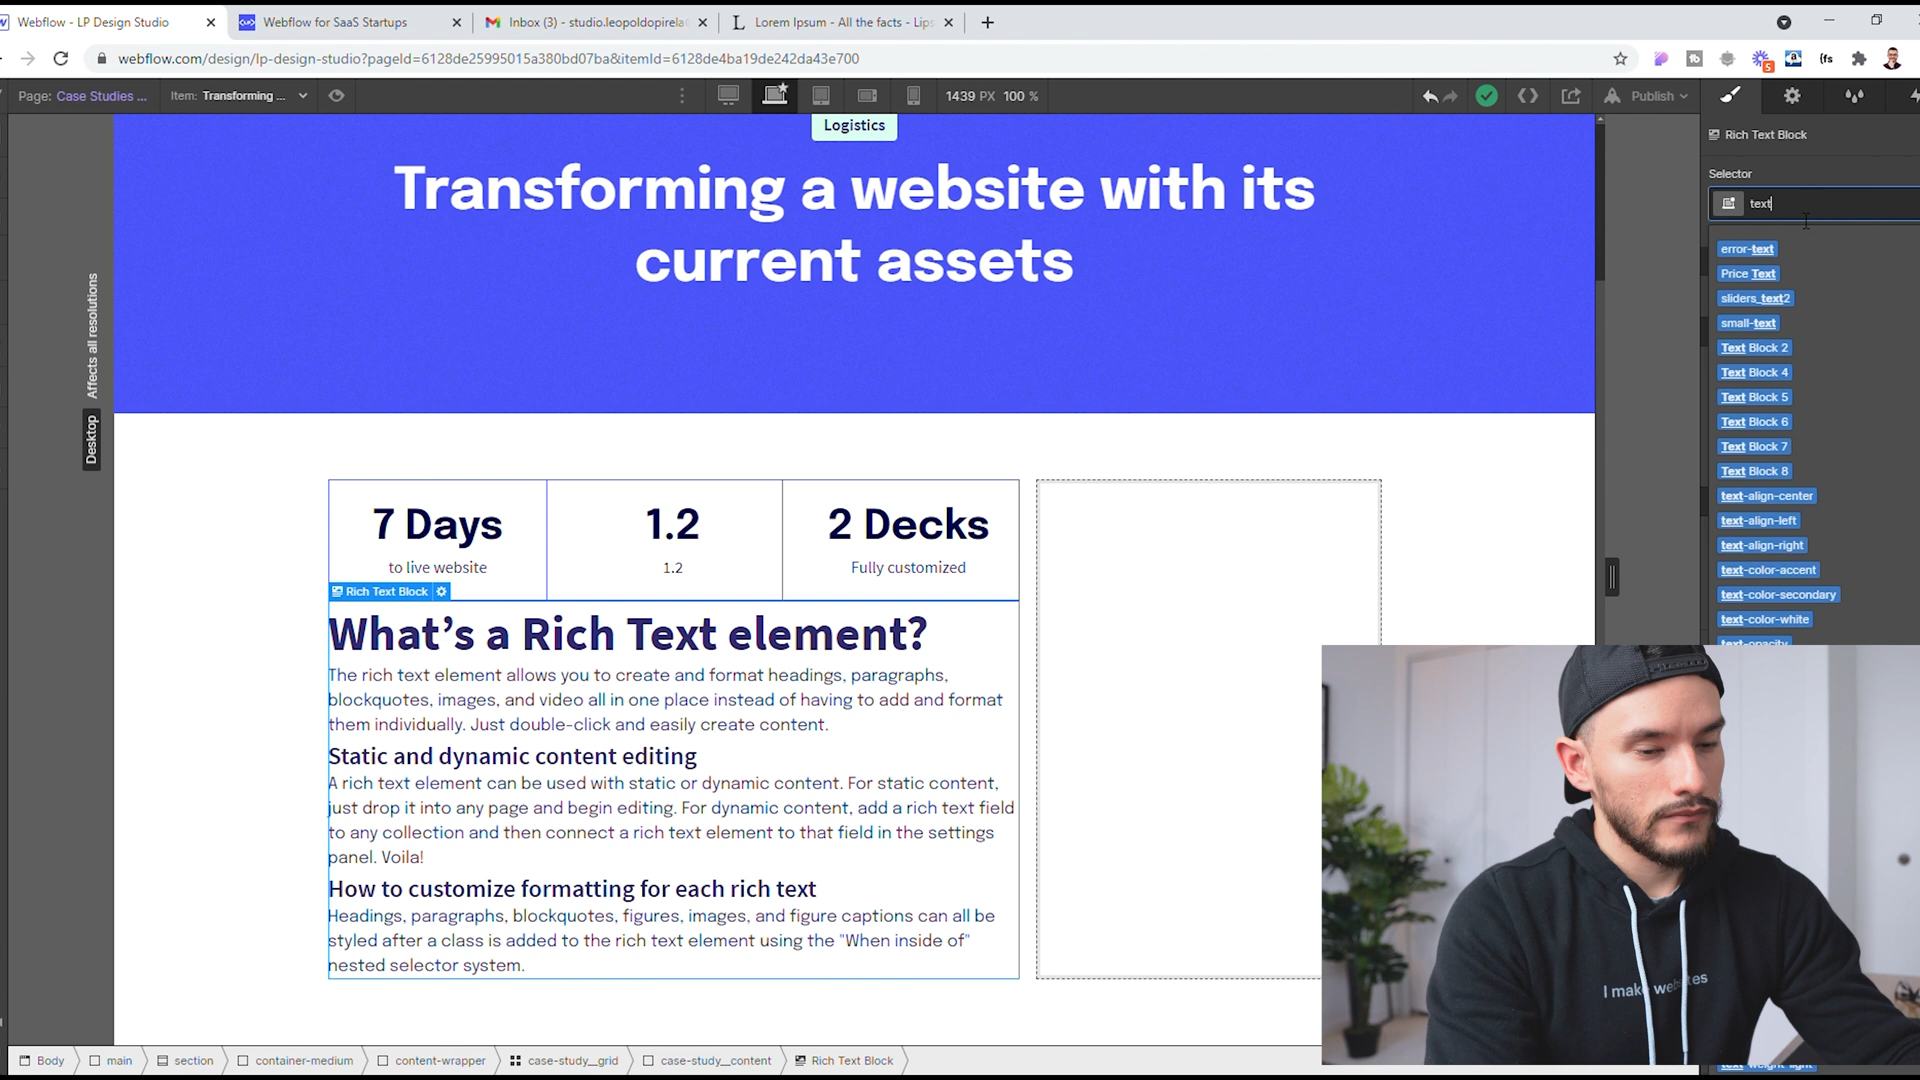 Webflow - LP Design Studio
Webflow for SaaS Startups
Inbox (3) - studio.leopoldopirela
Lorem Ipsum - All the facts - Lips
webflow.com/design/lp-design-studio?pageId=6128de25995015a380bd07ba&itemId=6128de4ba19de242da43e700
5
Page: Case Studies ...
Item: Transforming ...
1439 PX 100 %
Publish
Logistics
Transforming a website with its
current assets
Affects all resolutions
Desktop
7 Days
to live website
1.2
1.2
2 Decks
Fully customized
Rich Text Block
What's a Rich Text element?
The rich text element allows you to create and format headings, paragraphs,
blockquotes, images, and video all in one place instead of having to add and format
them individually. Just double-click and easily create content.
Static and dynamic content editing
A rich text element can be used with static or dynamic content. For static content,
just drop it into any page and begin editing. For dynamic content, add a rich text field
to any collection and then connect a rich text element to that field in the settings
panel. Voila!
How to customize formatting for each rich text
Headings, paragraphs, blockquotes, figures, images, and figure captions can all be
styled after a class is added to the rich text element using the "When inside of"
nested selector system.
Rich Text Block
Selector
text
error-text
Price Text
sliders_text2
small-text
Text Block 2
Text Block 4
Text Block 5
Text Block 6
Text Block 7
Text Block 8
text-align-center
text-align-left
text-align-right
text-color-accent
text-color-secondary
text-color-white
text-opacity
text-weight-light
I make websites
Body
main
section
container-medium
content-wrapper
case-study__grid
case-study__content
Rich Text Block